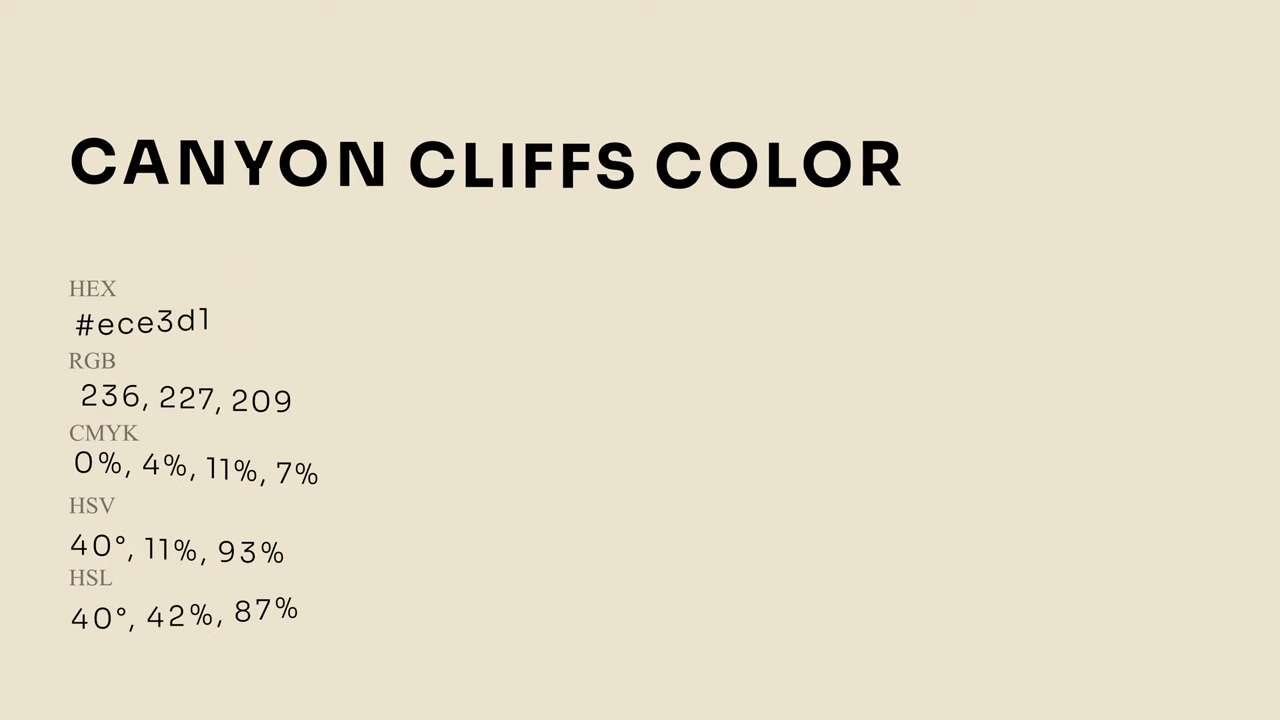 CANYON CLIFFS COLOR
HEX
#ece3d1
RGB
236, 227, 209
CMYK
0%, 4%, 11%, 7%
HSV
40°, 11%, 93%
HSL
40°, 42%, 87%